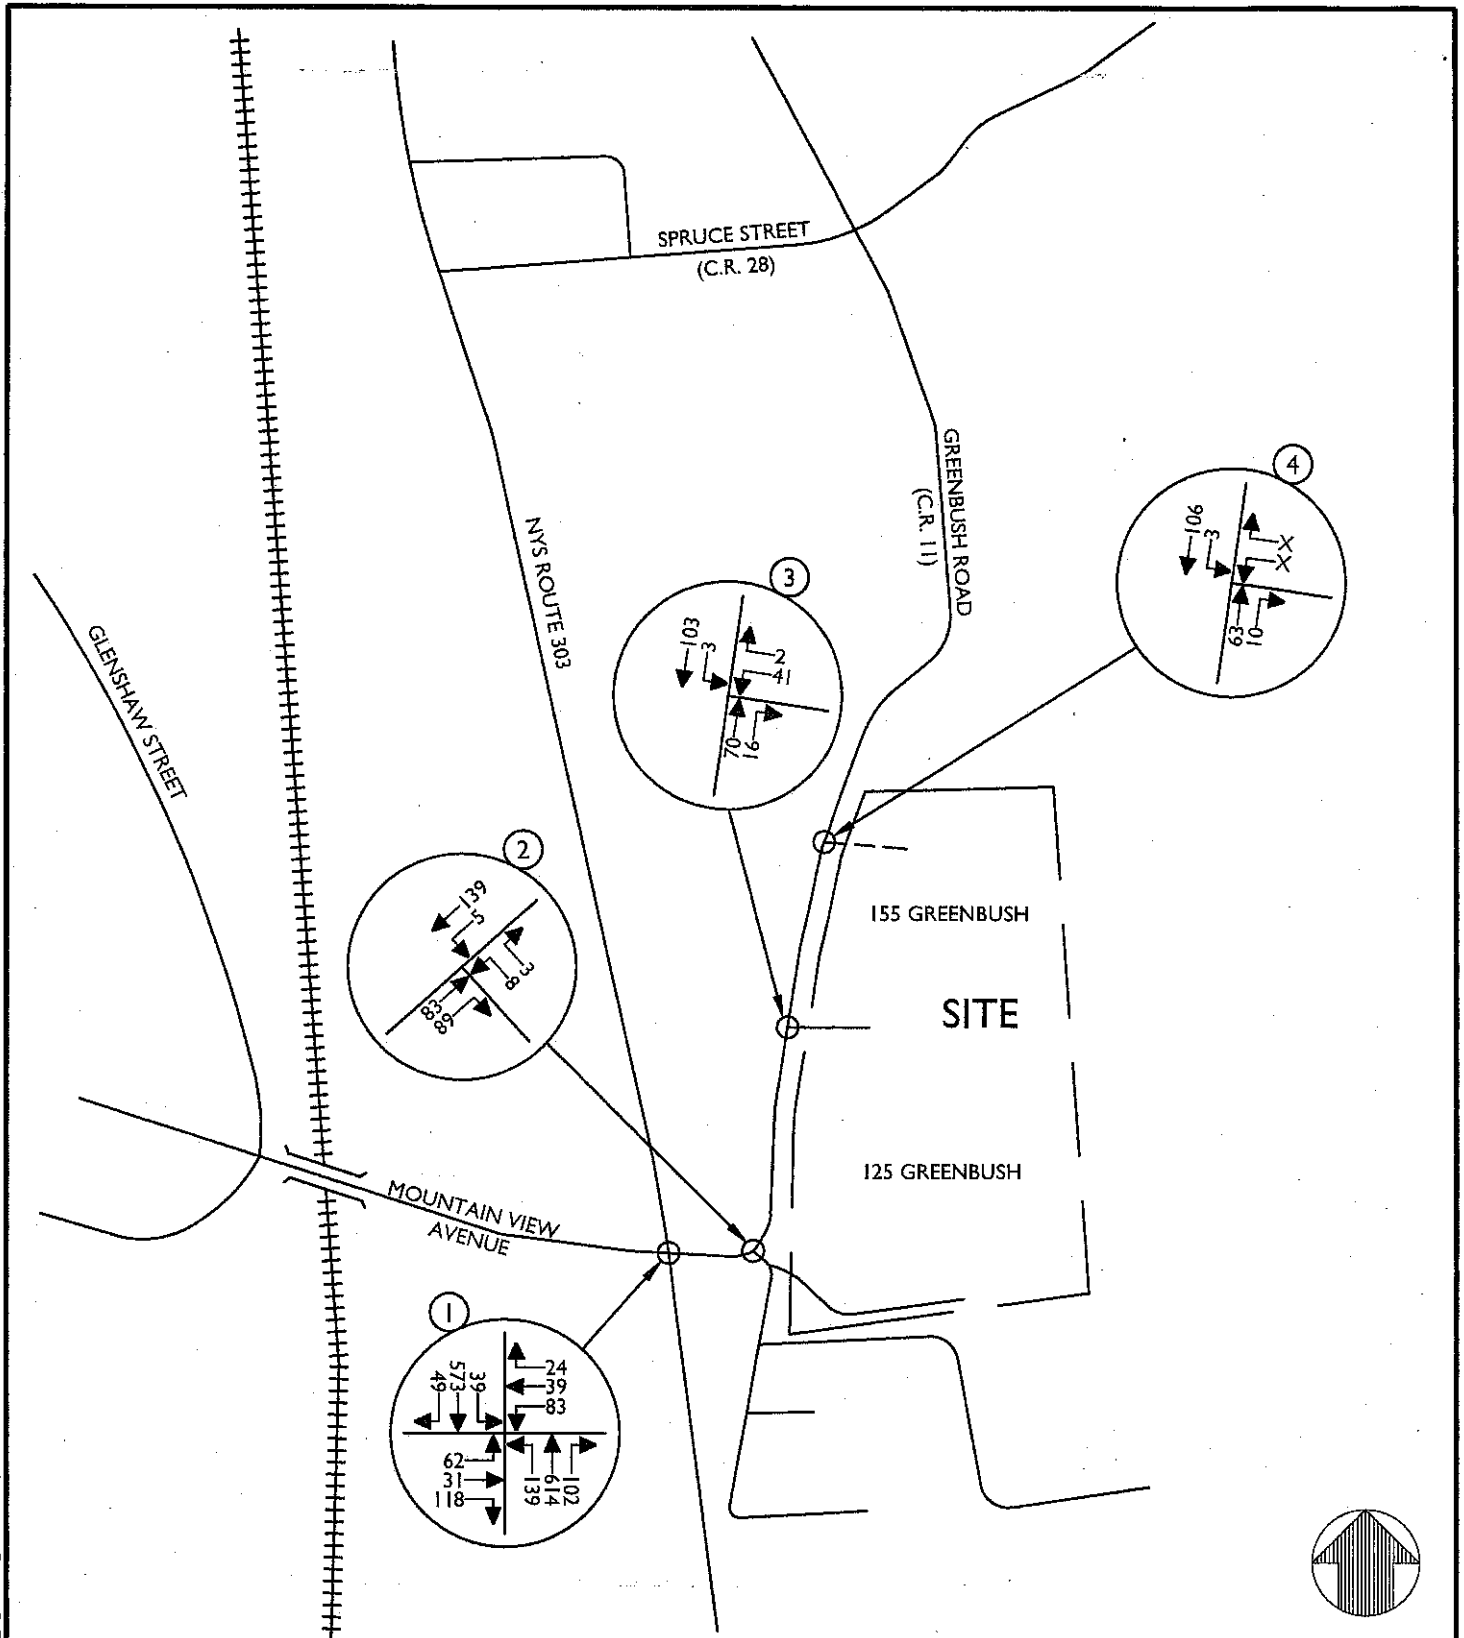 SPRUCE STREET
(C.R. 28)
GREENBUSH ROAD
(C.R. 11)
NYS ROUTE 303
GLENSHAW STREET
4
106
3
X
X
63
10
3
103
3
2
41
70
16
2
139
5
3
8
83
89
155 GREENBUSH
SITE
125 GREENBUSH
MOUNTAIN VIEW
AVENUE
1
49
573
39
24
39
83
62
31
118
139
614
102